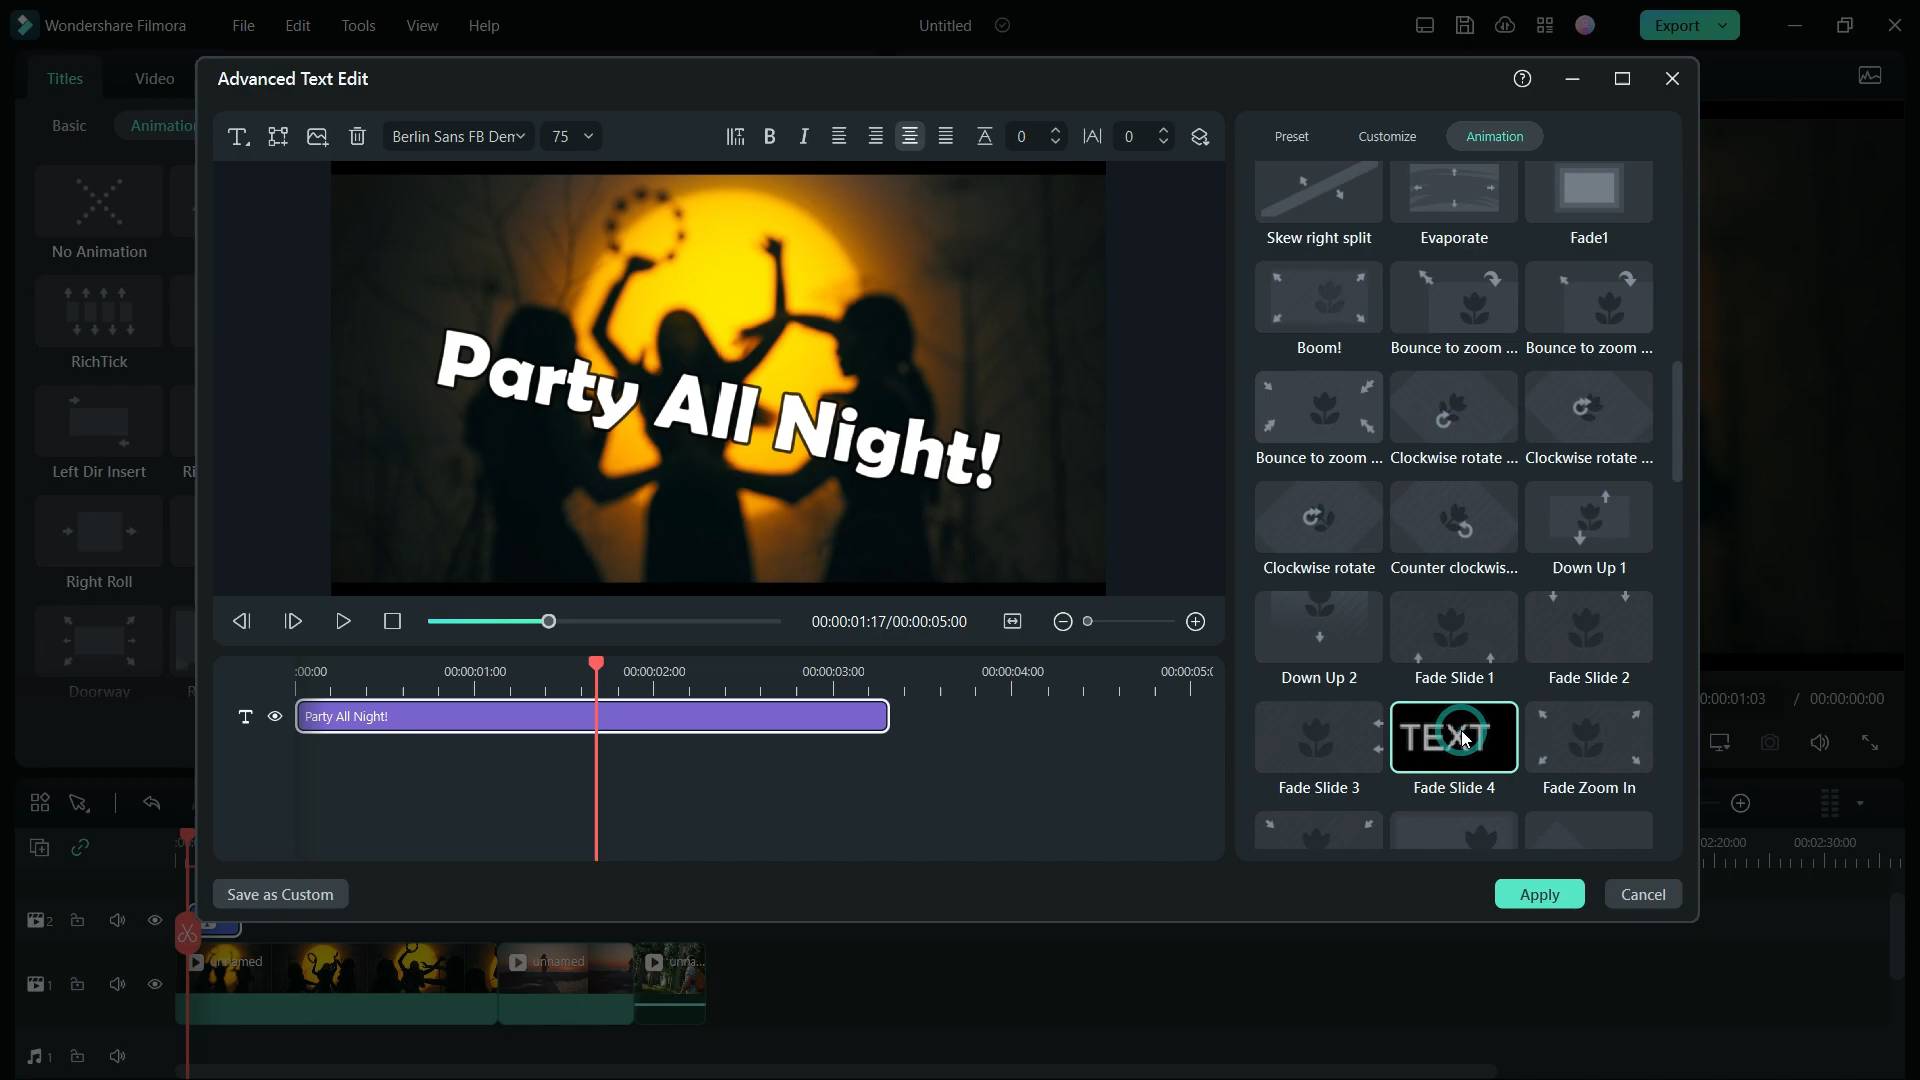 Wondershare Filmora
File
Edit
Tools
View
Help
Untitled
Export
Titles
Video
Basic
No Animation
RichTick
Left Dir Insert
Right Roll
Doorway
Advanced Text Edit
Berlin Sans FB Dem
75
0
0
Party All Night!
00:00:01:17/00:00:05:00
:00:00
00:00:01:00
00:00:02:00
00:00:03:00
00:00:04:00
Party All Night!
Save as Custom
Preset
Customize
Animation
Skew right split
Evaporate
Fade1
Boom!
Bounce to zoom ...
Bounce to zoom ...
Bounce to zoom ...
Clockwise rotate ...
Clockwise rotate ...
Clockwise rotate
Counter clockwis...
Down Up 1
Down Up 2
Fade Slide 1
Fade Slide 2
TEXT
Fade Slide 3
Fade Slide 4
Fade Zoom In
Apply
Cancel
0:00:01:03 / 00:00:00:00
02:20:00
00:02:30:00
2
unnamed
unna...
1
1